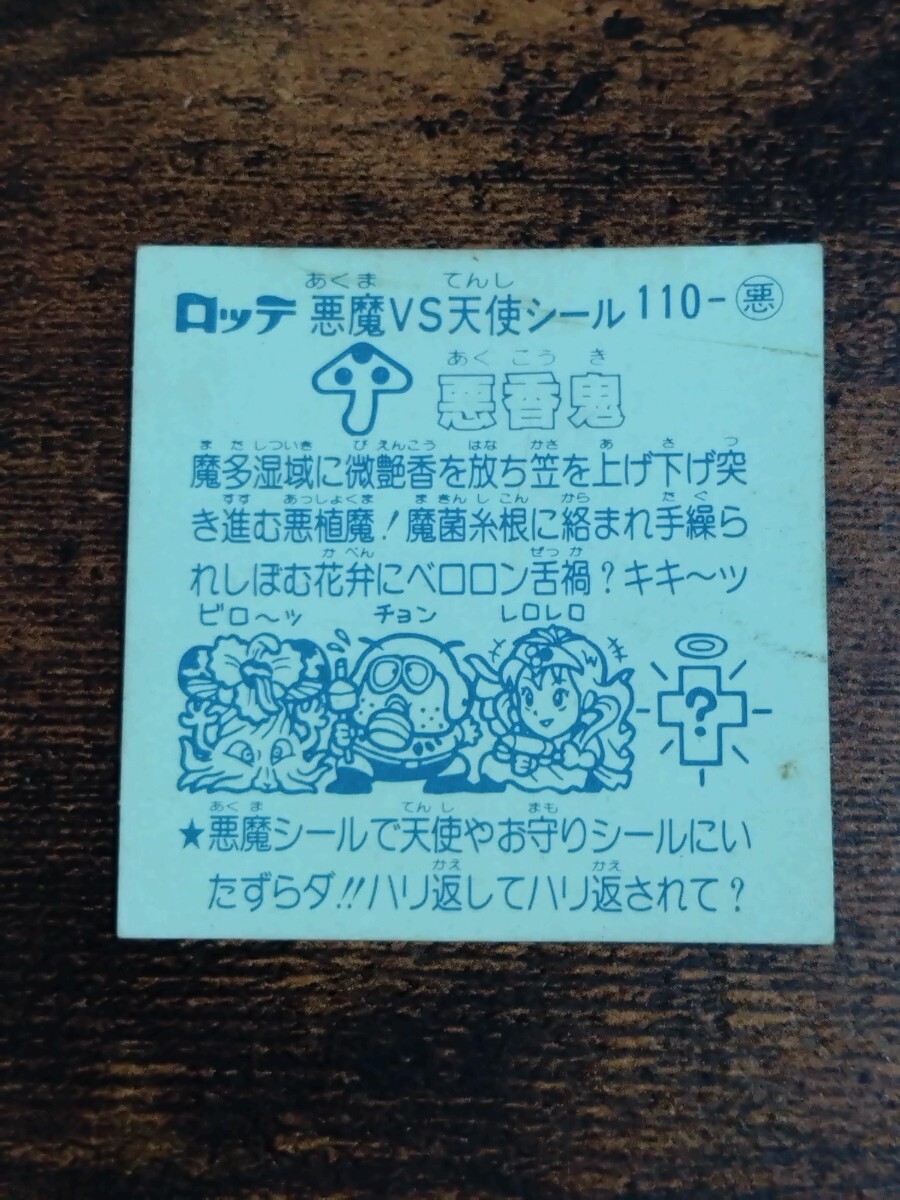 あくま てんし
ロッテ 悪魔VS天使シール 110-悪
あくこうき
悪香鬼
またしついき びえんこう はな かさ あ さ つ
魔多湿域に微艶香を放ち笠を上げ下げ突
すす あっしょくま まきんしこん から たぐ
き進む悪植魔!魔菌糸根に絡まれ手繰ら
かべん ぜっか
れしぼむ花弁にベロロン舌禍?キキ〜ッ
ビロ〜ッ チョン レロレロ
?
あくま てんし まも
★悪魔シールで天使やお守りシールにい
かえ かえ
たずらダ!!ハリ返してハリ返されて?